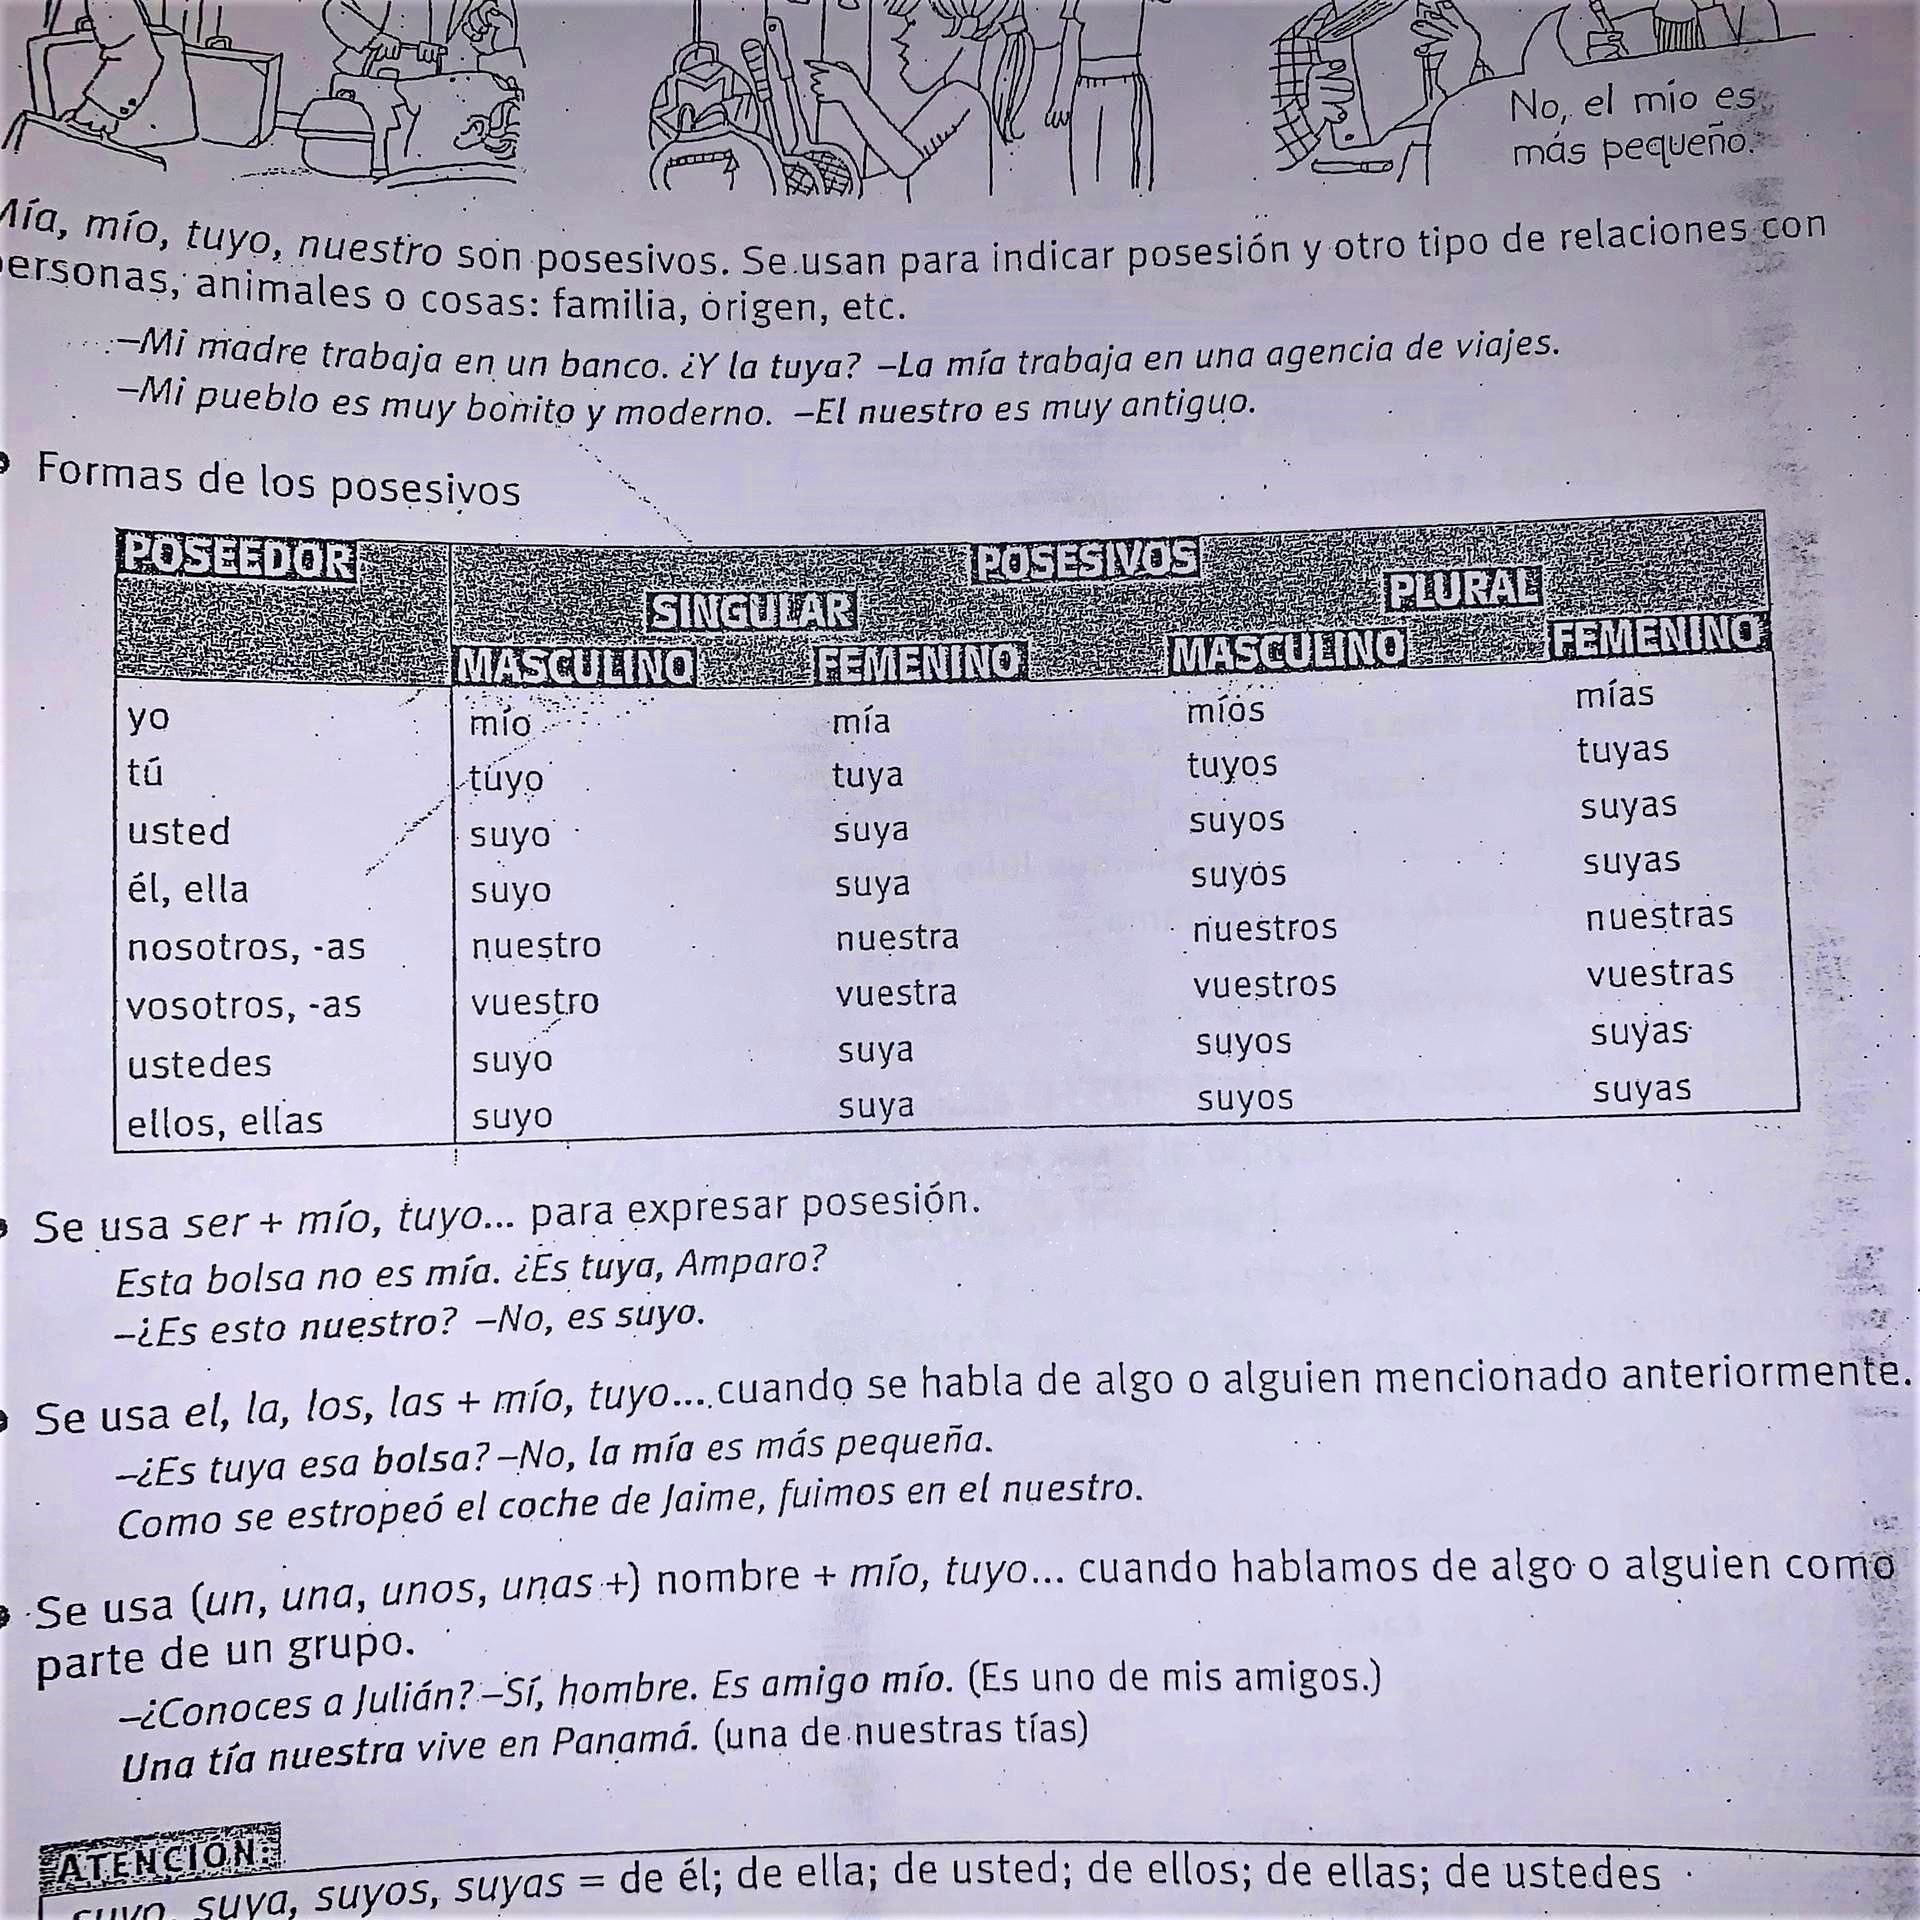 No, el mío es
más pequeño.
Mía, mío, tuyo, nuestro son posesivos. Se usan para indicar posesión y otro tipo de relaciones con
personas, animales o cosas: familia, origen, etc.
–Mi madre trabaja en un banco. ¿Y la tuya? –La mía trabaja en una agencia de viajes.
–Mi pueblo es muy bonito y moderno. –El nuestro es muy antiguo.
Formas de los posesivos
POSEEDOR POSESIVOS
SINGULAR PLURAL
MASCULINO FEMENINO MASCULINO FEMENINO
yo mío mía míos mías
tú tuyo tuya tuyos tuyas
usted suyo suya suyos suyas
él, ella suyo suya suyos suyas
nosotros, -as nuestro nuestra nuestros nuestras
vosotros, -as vuestro vuestra vuestros vuestras
ustedes suyo suya suyos suyas
ellos, ellas suyo suya suyos suyas
Se usa ser + mío, tuyo... para expresar posesión.
Esta bolsa no es mía. ¿Es tuya, Amparo?
–¿Es esto nuestro? –No, es suyo.
Se usa el, la, los, las + mío, tuyo... cuando se habla de algo o alguien mencionado anteriormente.
–¿Es tuya esa bolsa? –No, la mía es más pequeña.
Como se estropeó el coche de Jaime, fuimos en el nuestro.
Se usa (un, una, unos, unas +) nombre + mío, tuyo... cuando hablamos de algo o alguien como
parte de un grupo.
–¿Conoces a Julián? –Sí, hombre. Es amigo mío. (Es uno de mis amigos.)
Una tía nuestra vive en Panamá. (una de nuestras tías)
ATENCIÓN:
suyo, suya, suyos, suyas = de él; de ella; de usted; de ellos; de ellas; de ustedes